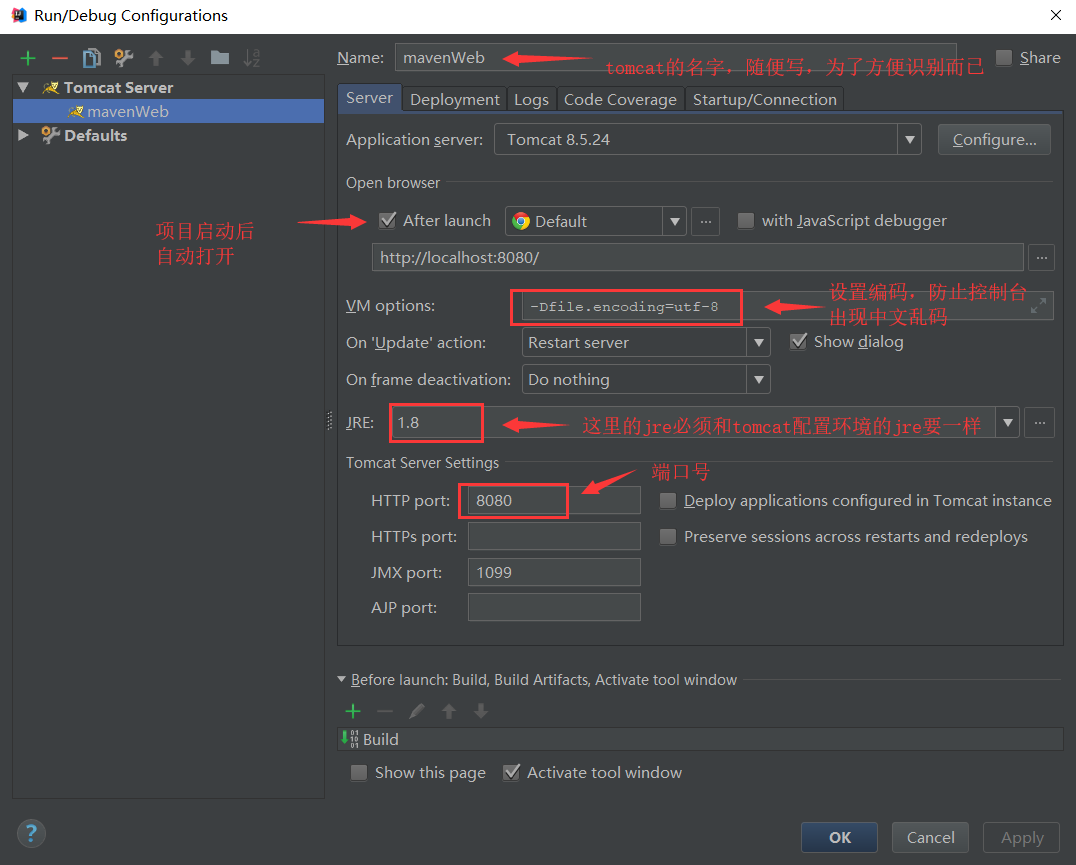 Run/Debug Configurations
Name: mavenWeb
tomcat的名字，随便写，为了方便识别而已
Share
Tomcat Server
mavenWeb
Defaults
Server Deployment Logs Code Coverage Startup/Connection
Application server: Tomcat 8.5.24 Configure...
Open browser
项目启动后
自动打开
After launch Default ... with JavaScript debugger
http://localhost:8080/ ...
VM options: -Dfile.encoding=utf-8
设置编码，防止控制台
出现中文乱码
On 'Update' action: Restart server Show dialog
On frame deactivation: Do nothing
JRE: 1.8 这里的jre必须和tomcat配置环境的jre要一样 ...
Tomcat Server Settings
端口号
HTTP port: 8080 Deploy applications configured in Tomcat instance
HTTPs port: Preserve sessions across restarts and redeploys
JMX port: 1099
AJP port:
Before launch: Build, Build Artifacts, Activate tool window
Build
Show this page Activate tool window
? OK Cancel Apply